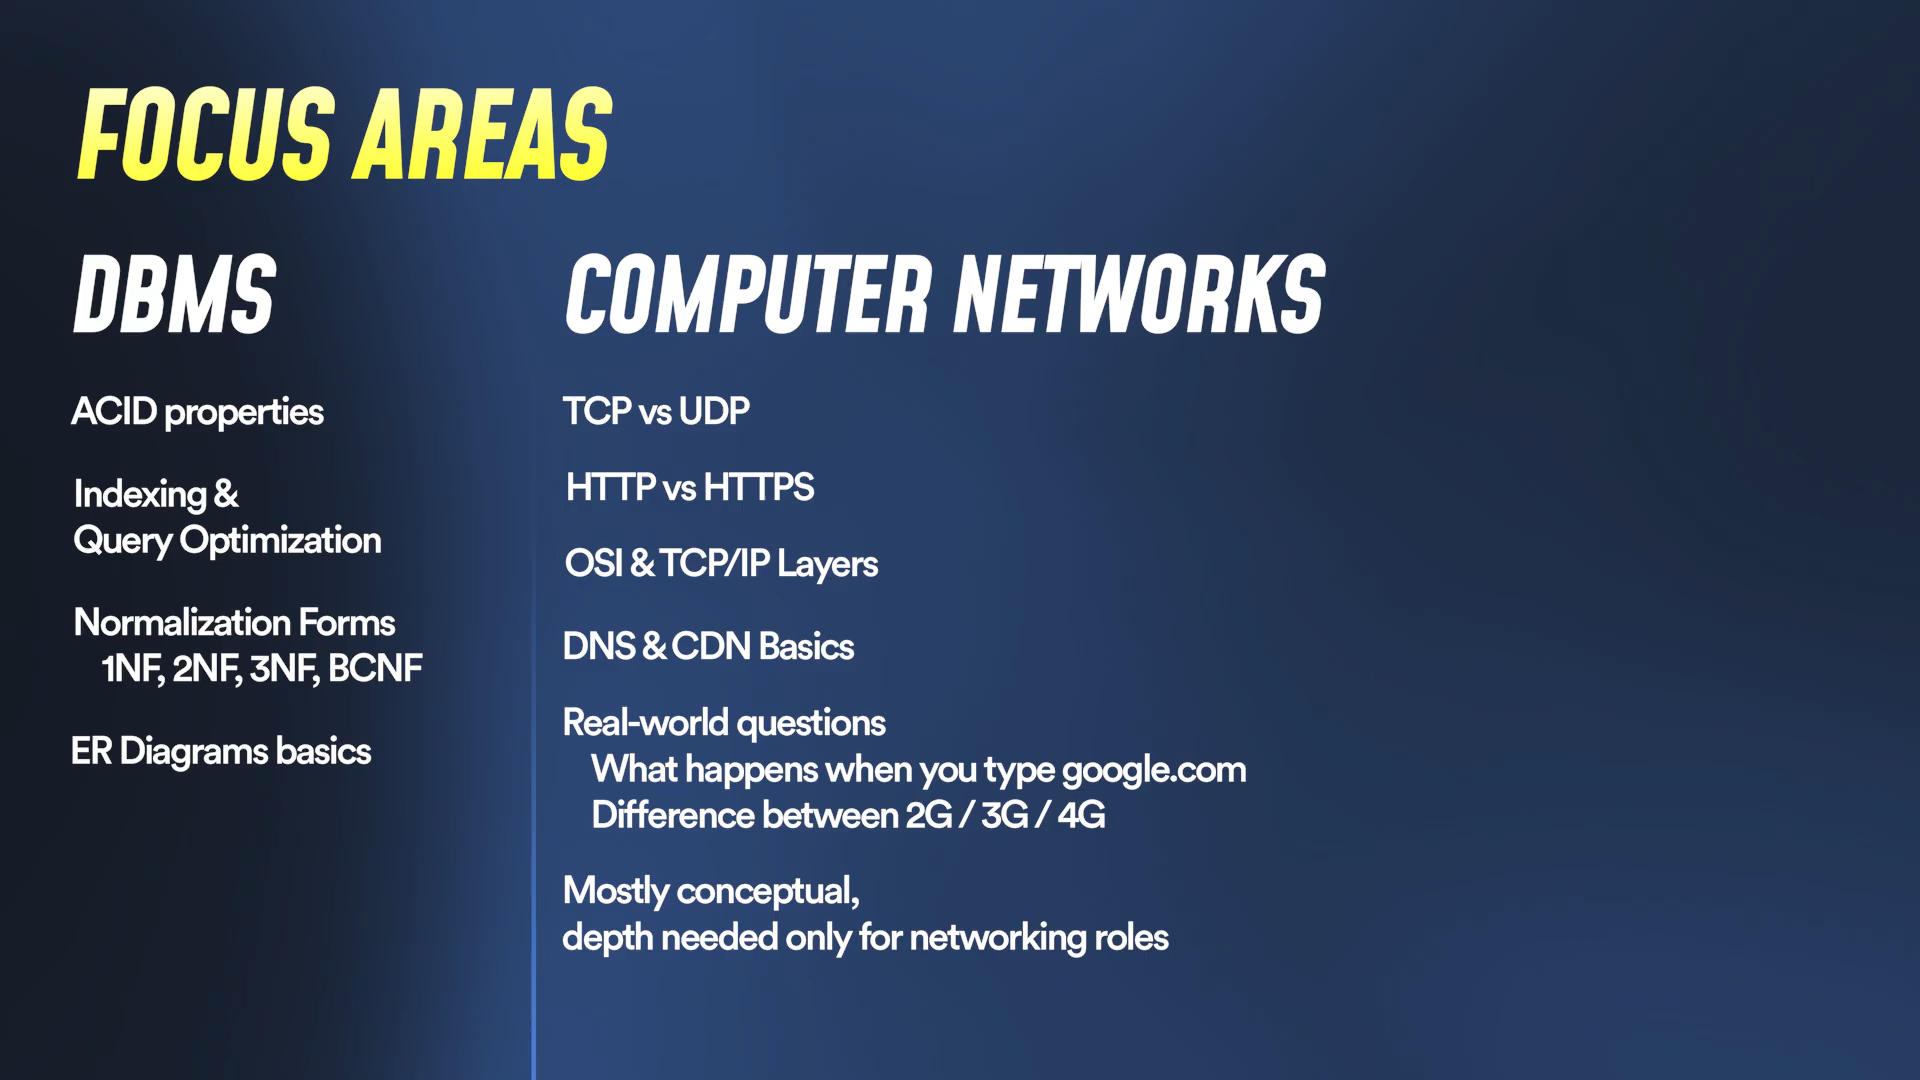 FOCUS AREAS
DBMS
ACID properties
Indexing &
Query Optimization
Normalization Forms
1NF, 2NF, 3NF, BCNF
ER Diagrams basics
COMPUTER NETWORKS
TCP vs UDP
HTTP vs HTTPS
OSI & TCP/IP Layers
DNS & CDN Basics
Real-world questions
What happens when you type google.com
Difference between 2G / 3G / 4G
Mostly conceptual,
depth needed only for networking roles